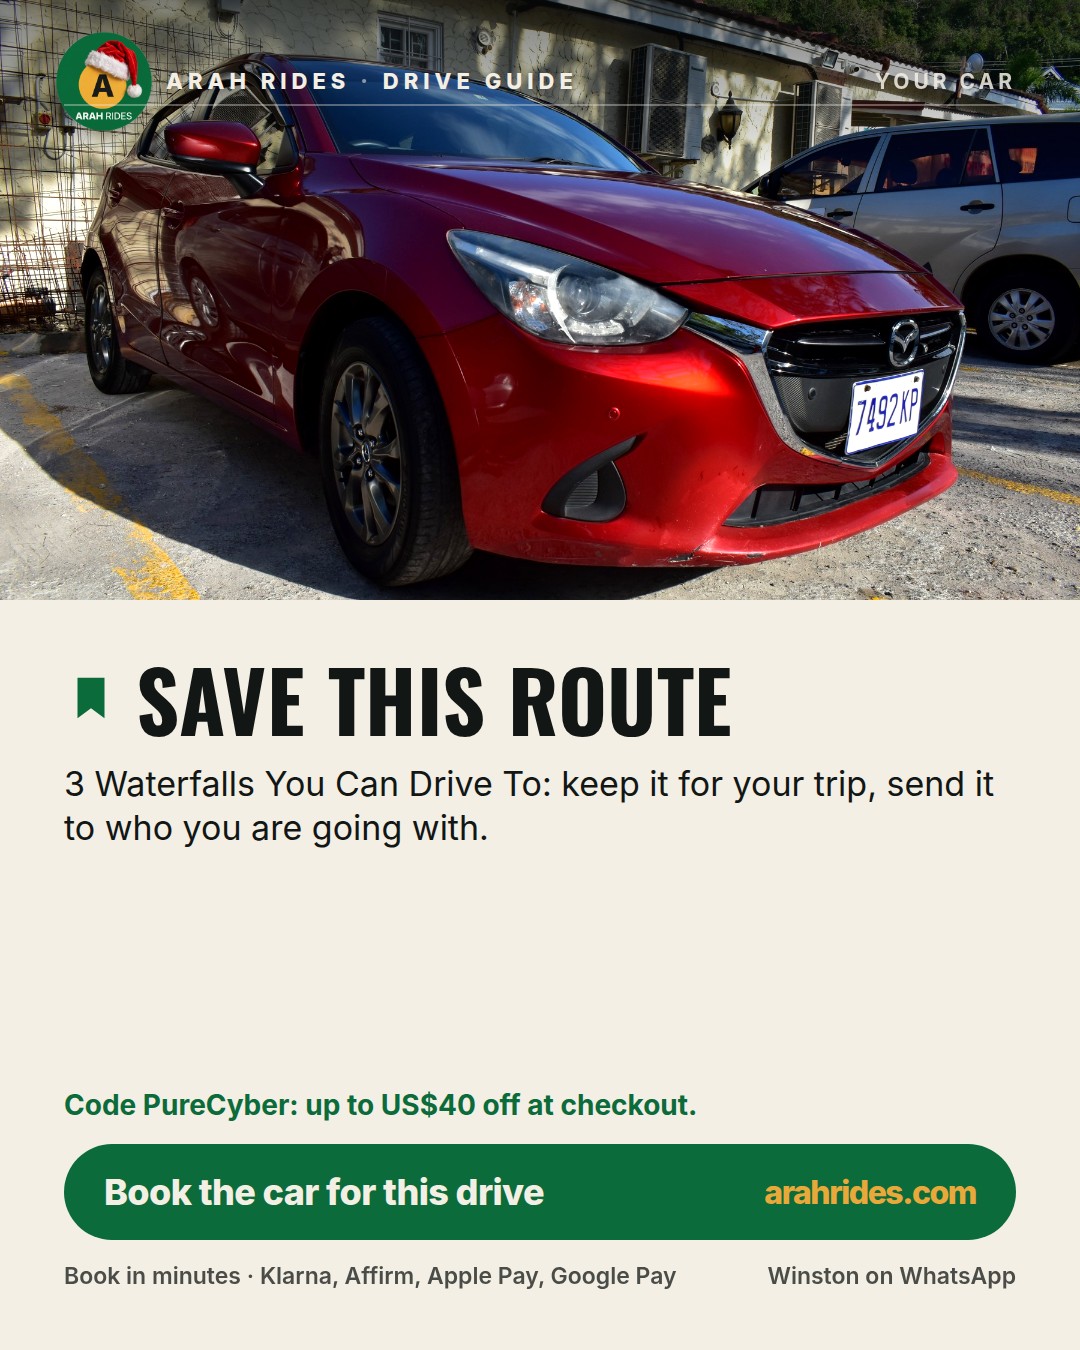 A
ARAH RIDES
ARAH RIDES · DRIVE GUIDE
YOUR CAR
7492KP
SAVE THIS ROUTE
3 Waterfalls You Can Drive To: keep it for your trip, send it
to who you are going with.
Code PureCyber: up to US$40 off at checkout.
Book the car for this drive
arahrides.com
Book in minutes · Klarna, Affirm, Apple Pay, Google Pay
Winston on WhatsApp